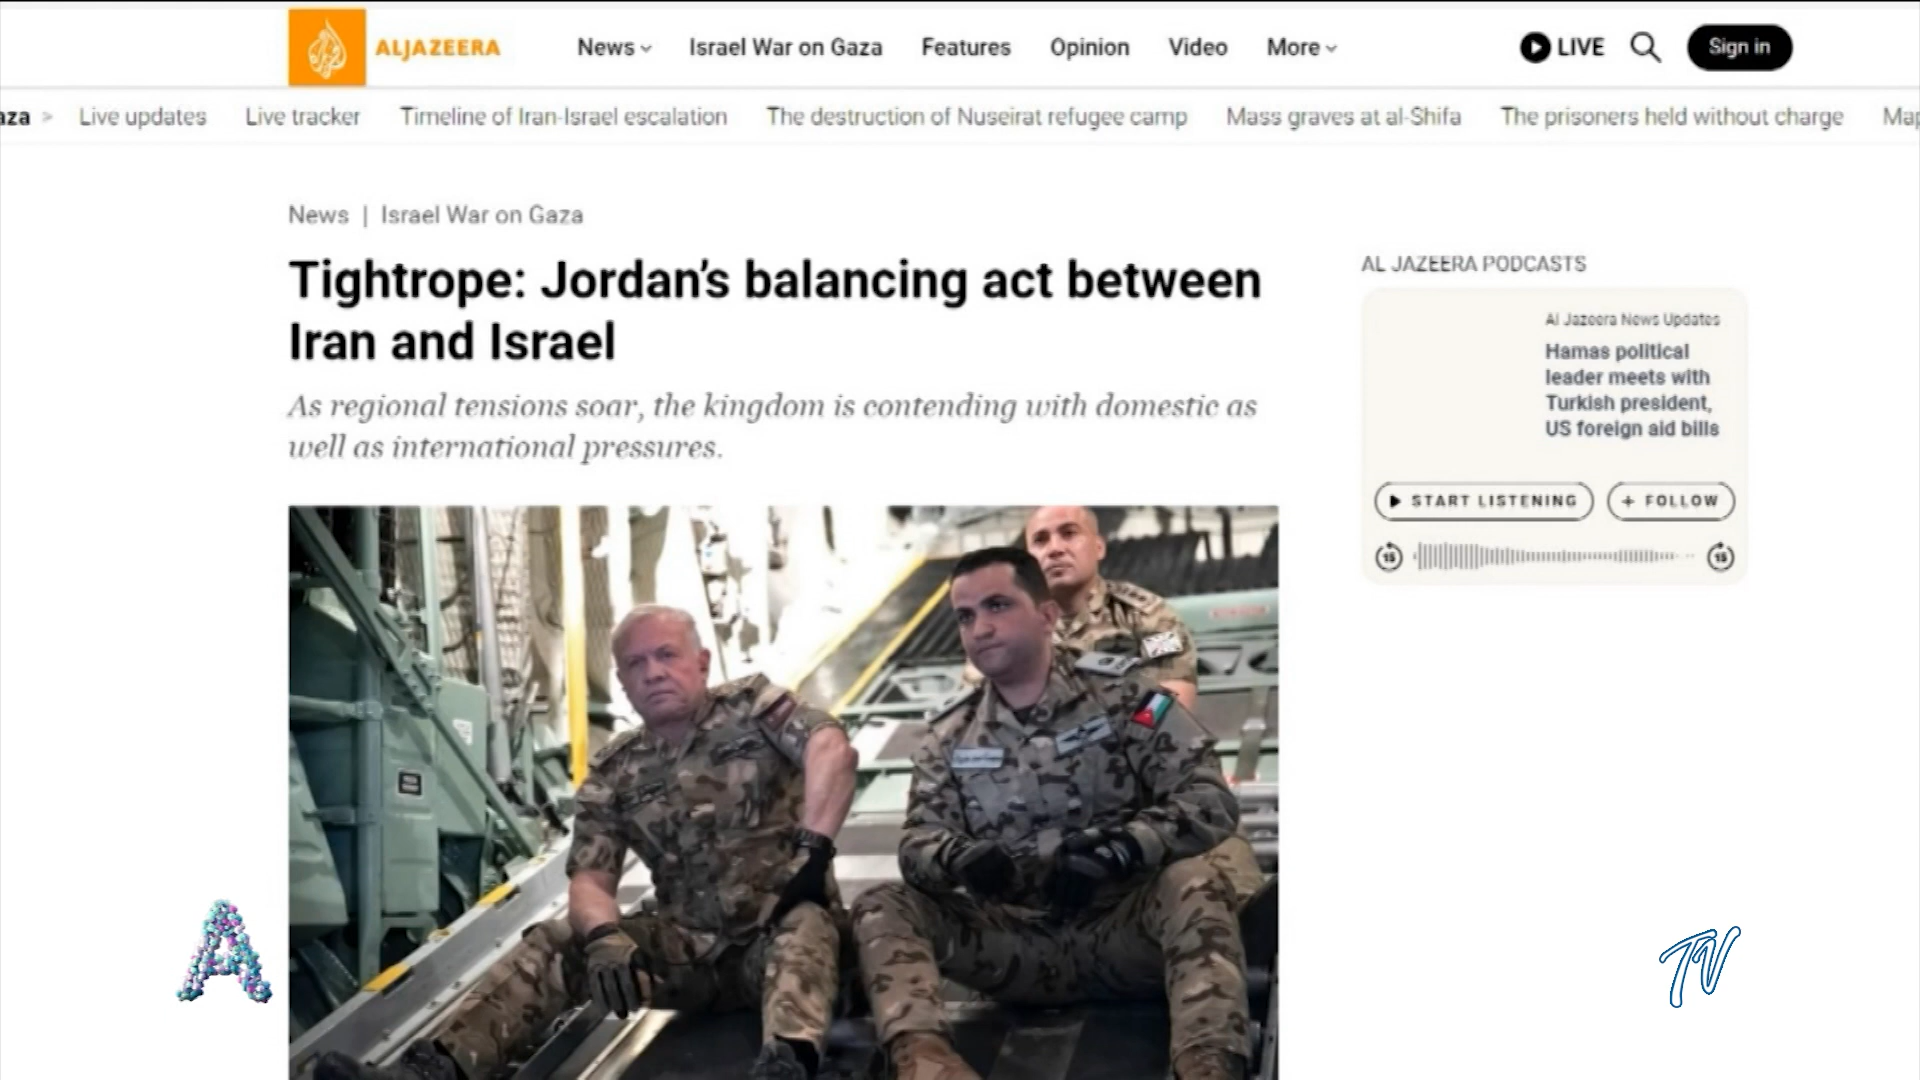 ALJAZEERA
News
Israel War on Gaza
Features
Opinion
Video
More
LIVE
Sign in
aza > Live updates Live tracker Timeline of Iran-Israel escalation The destruction of Nuseirat refugee camp Mass graves at al-Shifa The prisoners held without charge Map
News | Israel War on Gaza
Tightrope: Jordan's balancing act between
Iran and Israel
As regional tensions soar, the kingdom is contending with domestic as
well as international pressures.
AL JAZEERA PODCASTS
Al Jazeera News Updates
Hamas political
leader meets with
Turkish president,
US foreign aid bills
START LISTENING
+ FOLLOW
15
15
A
TV